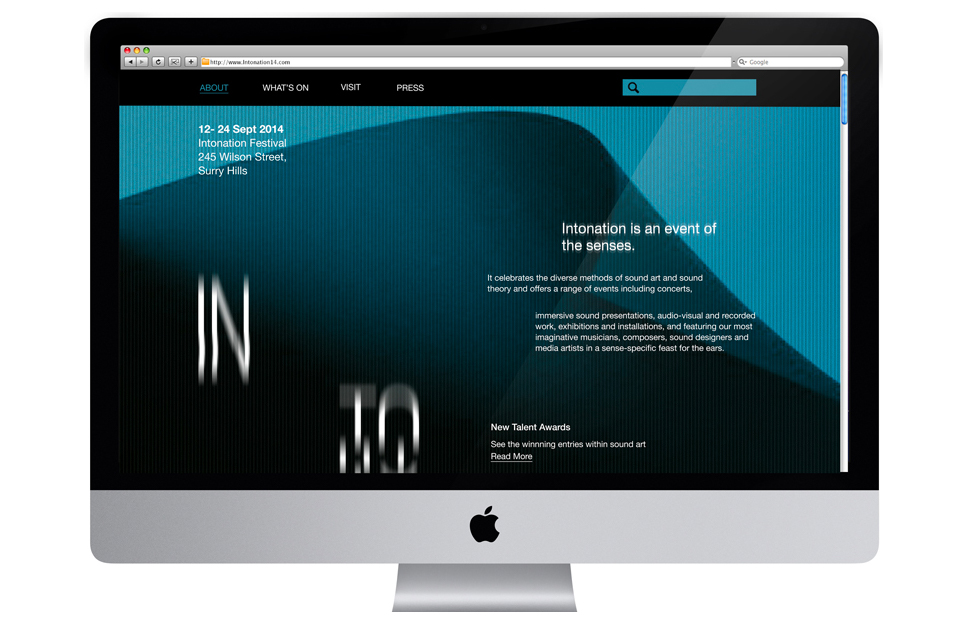 http://www.Intonation14.com
Google
ABOUT
WHAT'S ON
VISIT
PRESS
12- 24 Sept 2014
Intonation Festival
245 Wilson Street,
Surry Hills
Intonation is an event of
the senses.
It celebrates the diverse methods of sound art and sound
theory and offers a range of events including concerts,
immersive sound presentations, audio-visual and recorded
work, exhibitions and installations, and featuring our most
imaginative musicians, composers, sound designers and
media artists in a sense-specific feast for the ears.
IN
TO
New Talent Awards
See the winnning entries within sound art
Read More